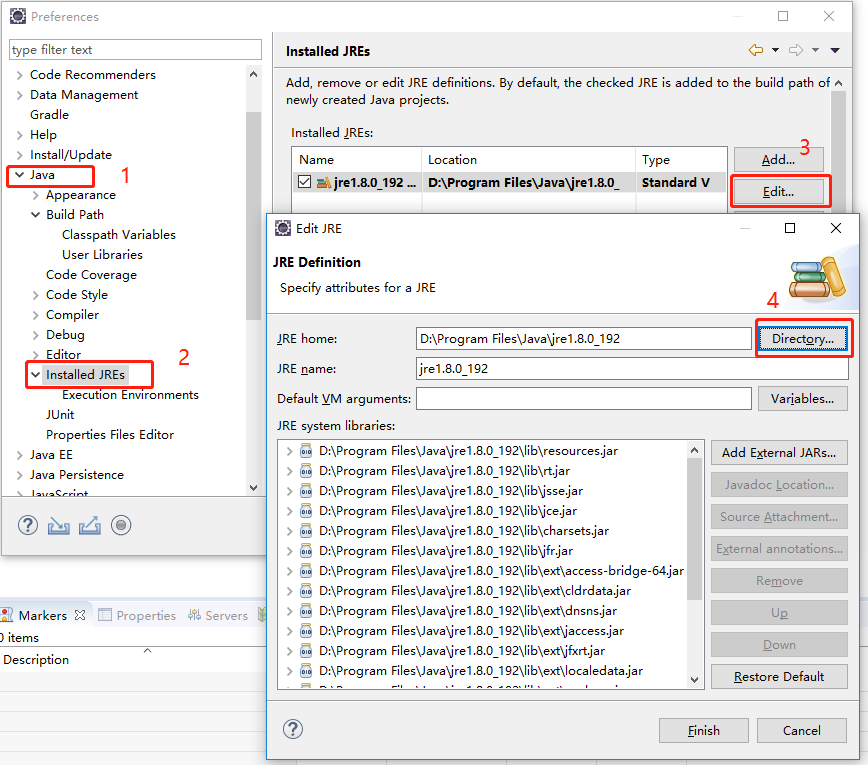 Preferences
type filter text
Code Recommenders
Data Management
Gradle
Help
Install/Update
Java
1
Appearance
Build Path
Classpath Variables
User Libraries
Code Coverage
Code Style
Compiler
Debug
Editor
2
Installed JREs
Execution Environments
JUnit
Properties Files Editor
Java EE
Java Persistence
JavaScript
Installed JREs
Add, remove or edit JRE definitions. By default, the checked JRE is added to the build path of
newly created Java projects.
Installed JREs:
Name Location Type
jre1.8.0_192 ... D:\Program Files\Java\jre1.8.0_ Standard V
3
Add...
Edit...
Edit JRE
JRE Definition
Specify attributes for a JRE
4
JRE home: D:\Program Files\Java\jre1.8.0_192 Directory...
JRE name: jre1.8.0_192
Default VM arguments: Variables...
JRE system libraries:
D:\Program Files\Java\jre1.8.0_192\lib\resources.jar
D:\Program Files\Java\jre1.8.0_192\lib\rt.jar
D:\Program Files\Java\jre1.8.0_192\lib\jsse.jar
D:\Program Files\Java\jre1.8.0_192\lib\jce.jar
D:\Program Files\Java\jre1.8.0_192\lib\charsets.jar
D:\Program Files\Java\jre1.8.0_192\lib\jfr.jar
D:\Program Files\Java\jre1.8.0_192\lib\ext\access-bridge-64.jar
D:\Program Files\Java\jre1.8.0_192\lib\ext\cldrdata.jar
D:\Program Files\Java\jre1.8.0_192\lib\ext\dnsns.jar
D:\Program Files\Java\jre1.8.0_192\lib\ext\jaccess.jar
D:\Program Files\Java\jre1.8.0_192\lib\ext\jfxrt.jar
D:\Program Files\Java\jre1.8.0_192\lib\ext\localedata.jar
Add External JARs...
Javadoc Location...
Source Attachment...
External annotations...
Remove
Up
Down
Restore Default
Finish Cancel
Markers Properties Servers
0 items
Description